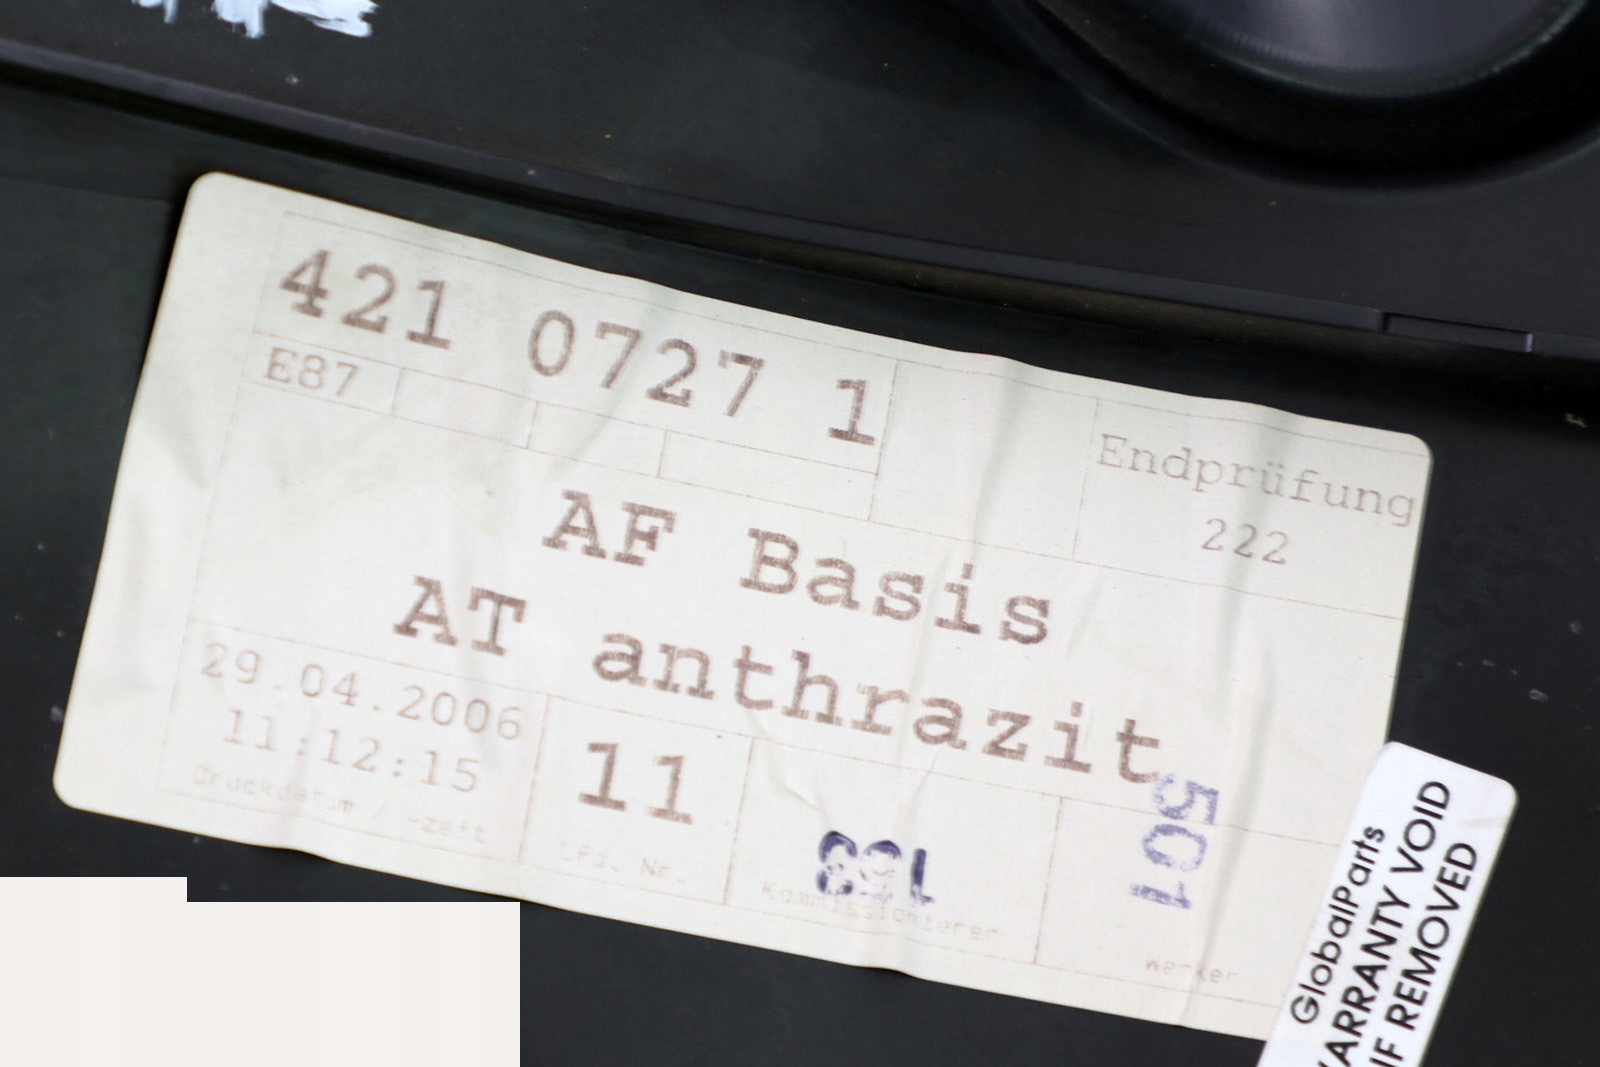 421 0727 1
E87
Endprüfung
222
AF Basis
AT anthrazit
29.04.2006
11:12:15
Druckdatum / -Zeit
11
Lfd. Nr.
Kommissionierer
501
Werker
GlobalParts
WARRANTY VOID
IF REMOVED